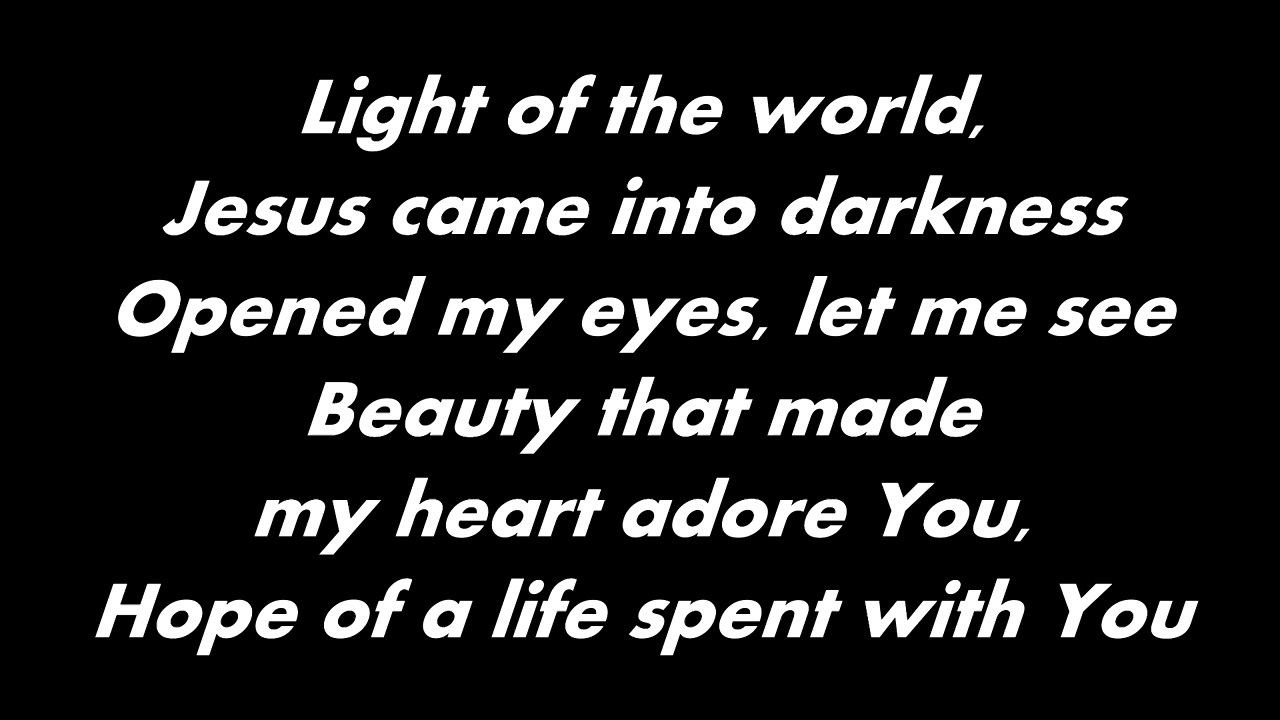 Light of the world,
Jesus came into darkness
Opened my eyes, let me see
Beauty that made
my heart adore You,
Hope of a life spent with You